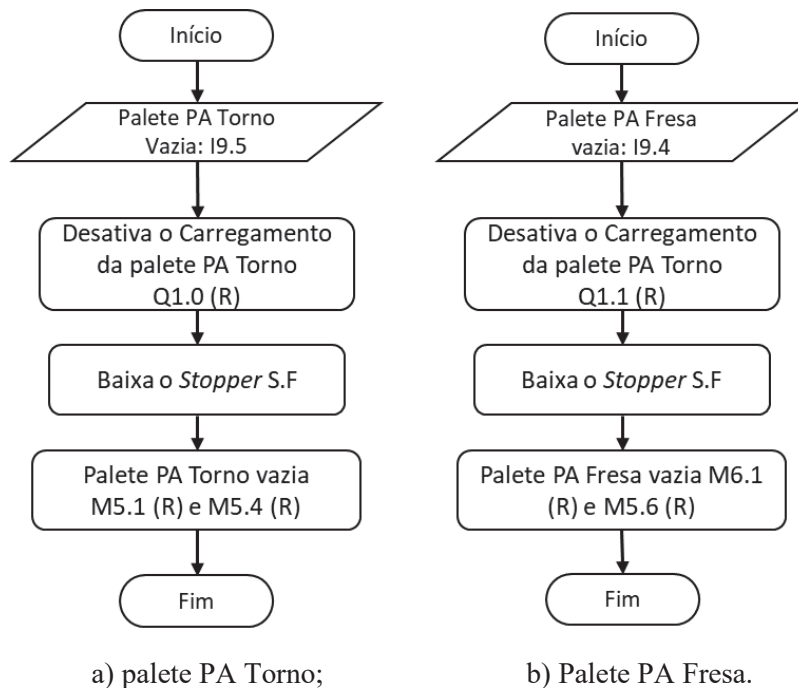 Início
Palete PA Torno
Vazia: I9.5
Desativa o Carregamento
da palete PA Torno
Q1.0 (R)
Baixa o Stopper S.F
Palete PA Torno vazia
M5.1 (R) e M5.4 (R)
Fim
a) palete PA Torno;
Início
Palete PA Fresa
vazia: I9.4
Desativa o Carregamento
da palete PA Torno
Q1.1 (R)
Baixa o Stopper S.F
Palete PA Fresa vazia M6.1
(R) e M5.6 (R)
Fim
b) Palete PA Fresa.